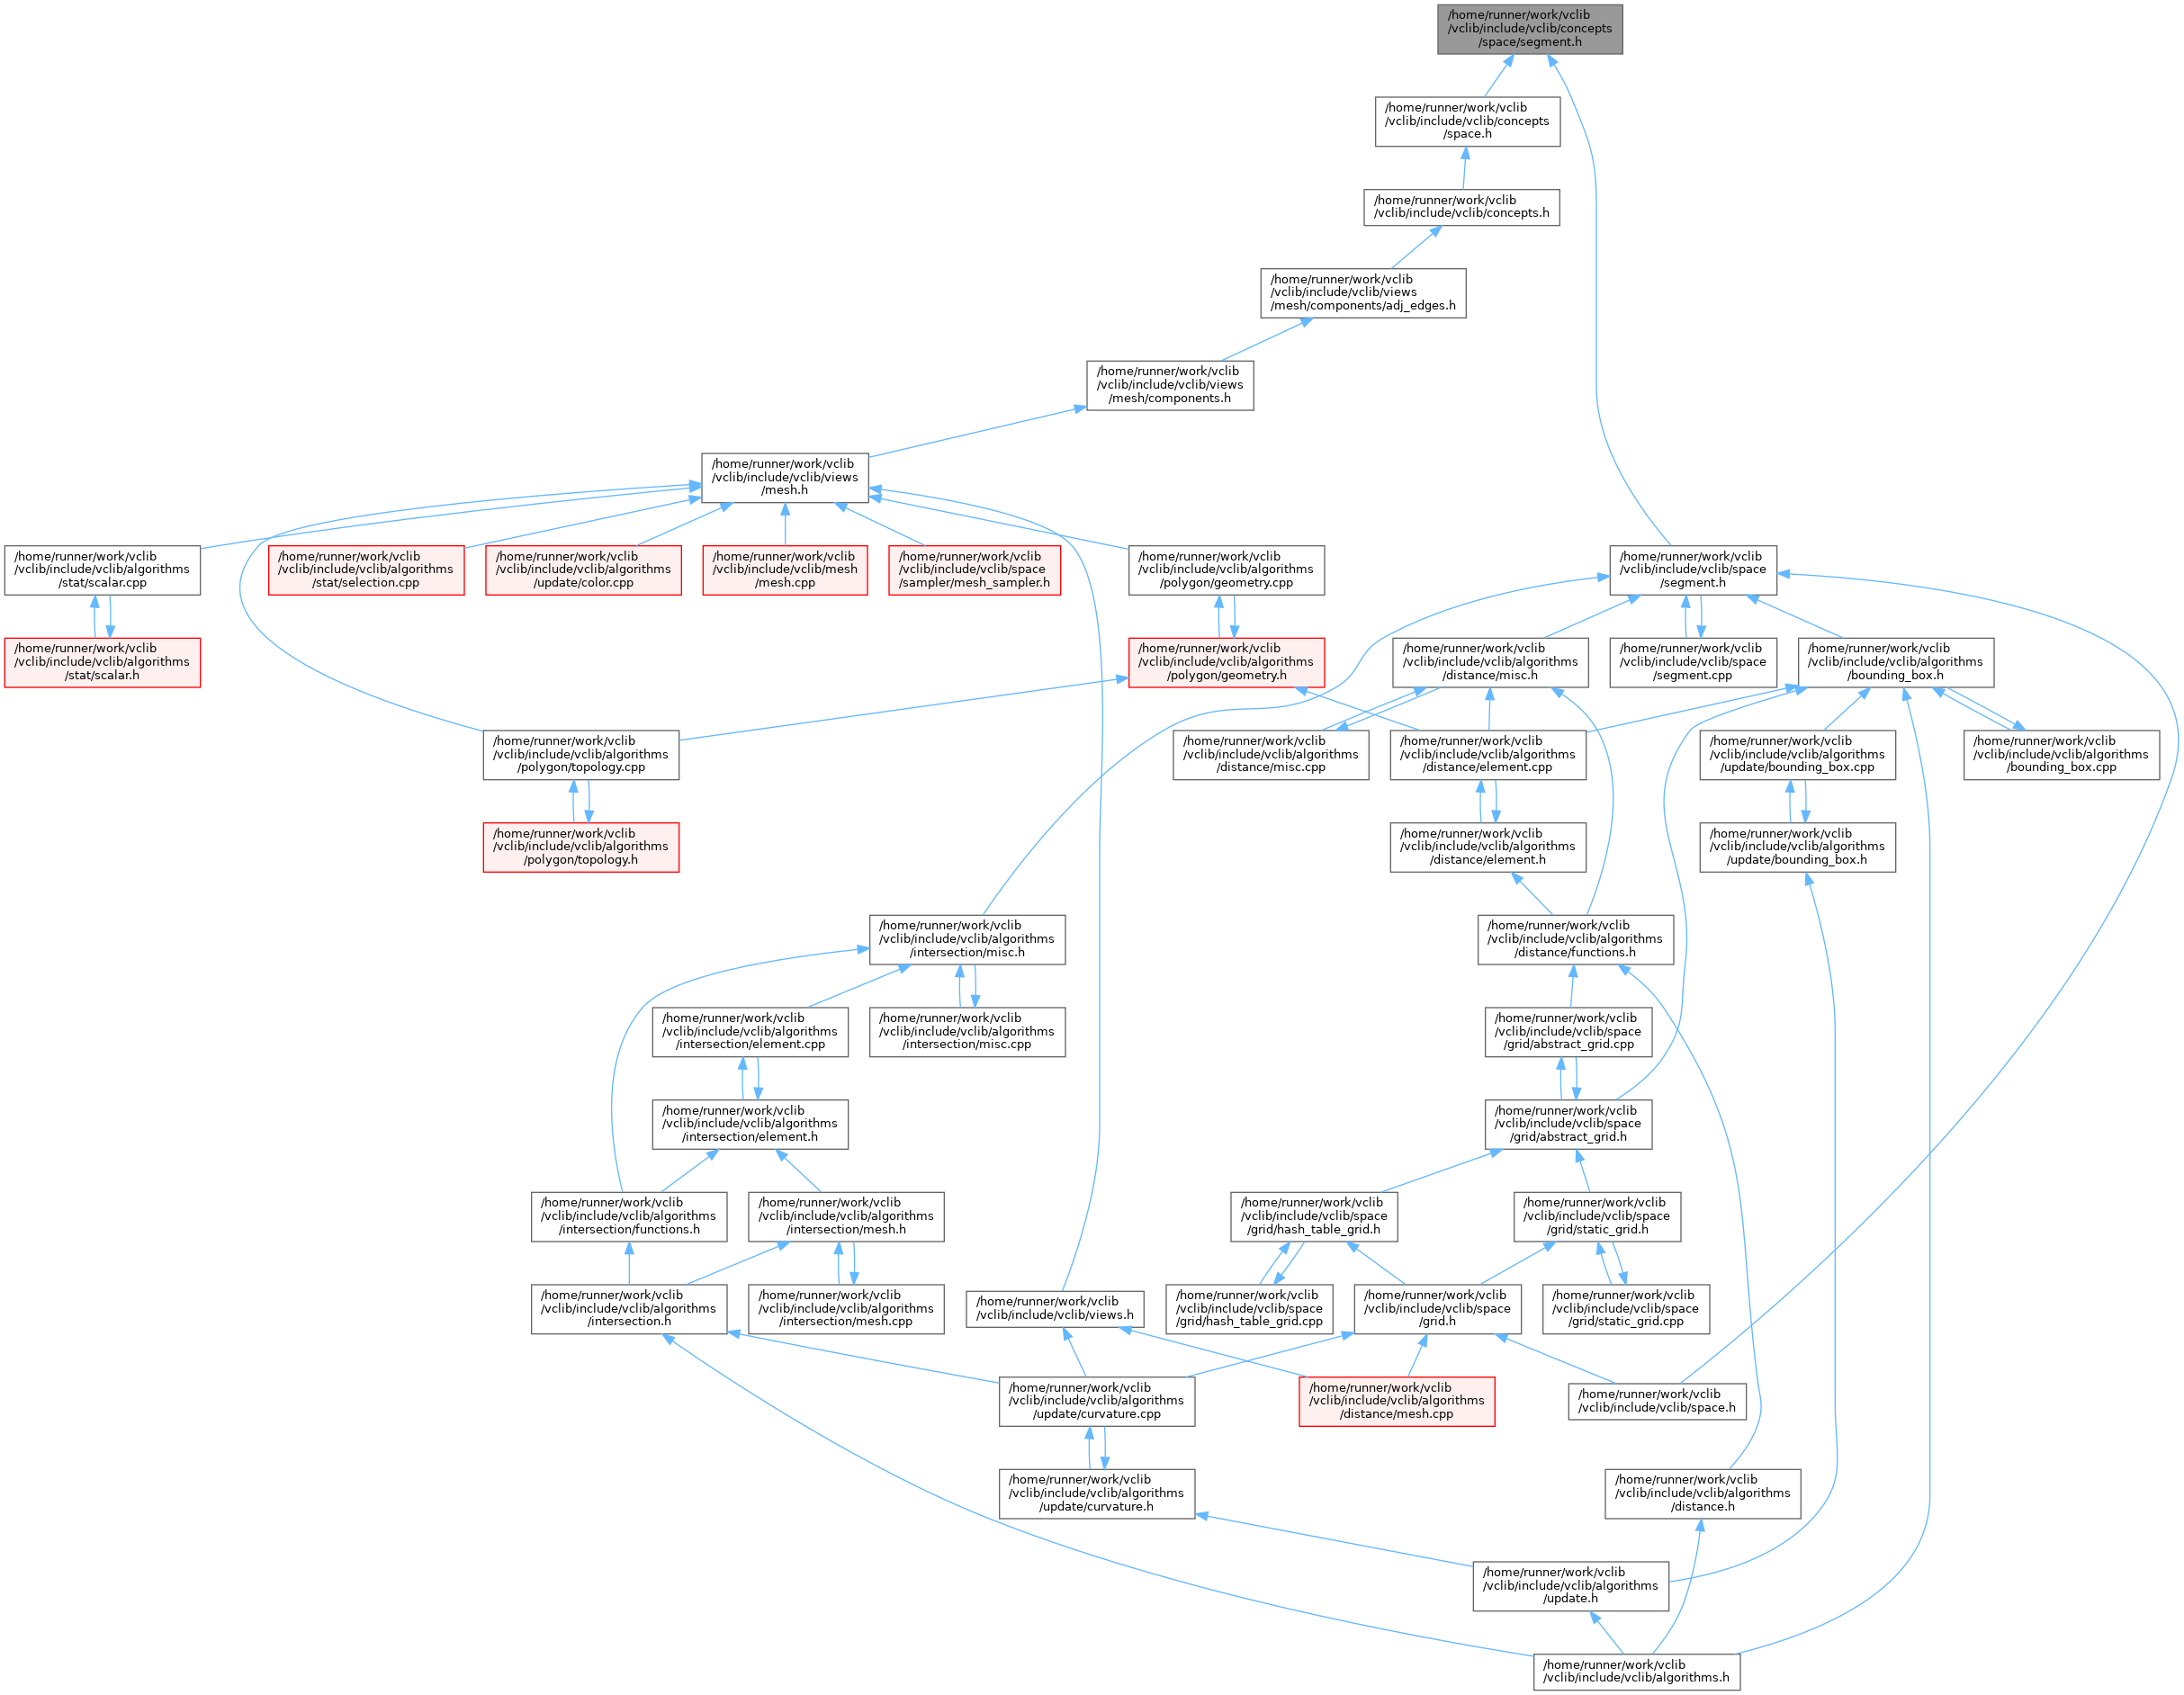 /home/runner/work/vclib
/vclib/include/vclib/concepts
/space/segment.h
/home/runner/work/vclib
/vclib/include/vclib/concepts
/space.h
/home/runner/work/vclib
/vclib/include/vclib/concepts.h
/home/runner/work/vclib
/vclib/include/vclib/views
/mesh/components/adj_edges.h
/home/runner/work/vclib
/vclib/include/vclib/views
/mesh/components.h
/home/runner/work/vclib
/vclib/include/vclib/views
/mesh.h
/home/runner/work/vclib
/vclib/include/vclib/algorithms
/stat/scalar.cpp
/home/runner/work/vclib
/vclib/include/vclib/algorithms
/stat/selection.cpp
/home/runner/work/vclib
/vclib/include/vclib/algorithms
/update/color.cpp
/home/runner/work/vclib
/vclib/include/vclib/mesh
/mesh.cpp
/home/runner/work/vclib
/vclib/include/vclib/space
/sampler/mesh_sampler.h
/home/runner/work/vclib
/vclib/include/vclib/algorithms
/polygon/geometry.cpp
/home/runner/work/vclib
/vclib/include/vclib/space
/segment.h
/home/runner/work/vclib
/vclib/include/vclib/algorithms
/stat/scalar.h
/home/runner/work/vclib
/vclib/include/vclib/algorithms
/polygon/geometry.h
/home/runner/work/vclib
/vclib/include/vclib/algorithms
/distance/misc.h
/home/runner/work/vclib
/vclib/include/vclib/space
/segment.cpp
/home/runner/work/vclib
/vclib/include/vclib/algorithms
/bounding_box.h
/home/runner/work/vclib
/vclib/include/vclib/algorithms
/polygon/topology.cpp
/home/runner/work/vclib
/vclib/include/vclib/algorithms
/distance/misc.cpp
/home/runner/work/vclib
/vclib/include/vclib/algorithms
/distance/element.cpp
/home/runner/work/vclib
/vclib/include/vclib/algorithms
/update/bounding_box.cpp
/home/runner/work/vclib
/vclib/include/vclib/algorithms
/bounding_box.cpp
/home/runner/work/vclib
/vclib/include/vclib/algorithms
/polygon/topology.h
/home/runner/work/vclib
/vclib/include/vclib/algorithms
/distance/element.h
/home/runner/work/vclib
/vclib/include/vclib/algorithms
/update/bounding_box.h
/home/runner/work/vclib
/vclib/include/vclib/algorithms
/intersection/misc.h
/home/runner/work/vclib
/vclib/include/vclib/algorithms
/distance/functions.h
/home/runner/work/vclib
/vclib/include/vclib/algorithms
/intersection/element.cpp
/home/runner/work/vclib
/vclib/include/vclib/algorithms
/intersection/misc.cpp
/home/runner/work/vclib
/vclib/include/vclib/space
/grid/abstract_grid.cpp
/home/runner/work/vclib
/vclib/include/vclib/algorithms
/intersection/element.h
/home/runner/work/vclib
/vclib/include/vclib/space
/grid/abstract_grid.h
/home/runner/work/vclib
/vclib/include/vclib/algorithms
/intersection/functions.h
/home/runner/work/vclib
/vclib/include/vclib/algorithms
/intersection/mesh.h
/home/runner/work/vclib
/vclib/include/vclib/space
/grid/hash_table_grid.h
/home/runner/work/vclib
/vclib/include/vclib/space
/grid/static_grid.h
/home/runner/work/vclib
/vclib/include/vclib/algorithms
/intersection.h
/home/runner/work/vclib
/vclib/include/vclib/algorithms
/intersection/mesh.cpp
/home/runner/work/vclib
/vclib/include/vclib/views.h
/home/runner/work/vclib
/vclib/include/vclib/space
/grid/hash_table_grid.cpp
/home/runner/work/vclib
/vclib/include/vclib/space
/grid.h
/home/runner/work/vclib
/vclib/include/vclib/space
/grid/static_grid.cpp
/home/runner/work/vclib
/vclib/include/vclib/algorithms
/update/curvature.cpp
/home/runner/work/vclib
/vclib/include/vclib/algorithms
/distance/mesh.cpp
/home/runner/work/vclib
/vclib/include/vclib/space.h
/home/runner/work/vclib
/vclib/include/vclib/algorithms
/update/curvature.h
/home/runner/work/vclib
/vclib/include/vclib/algorithms
/distance.h
/home/runner/work/vclib
/vclib/include/vclib/algorithms
/update.h
/home/runner/work/vclib
/vclib/include/vclib/algorithms.h